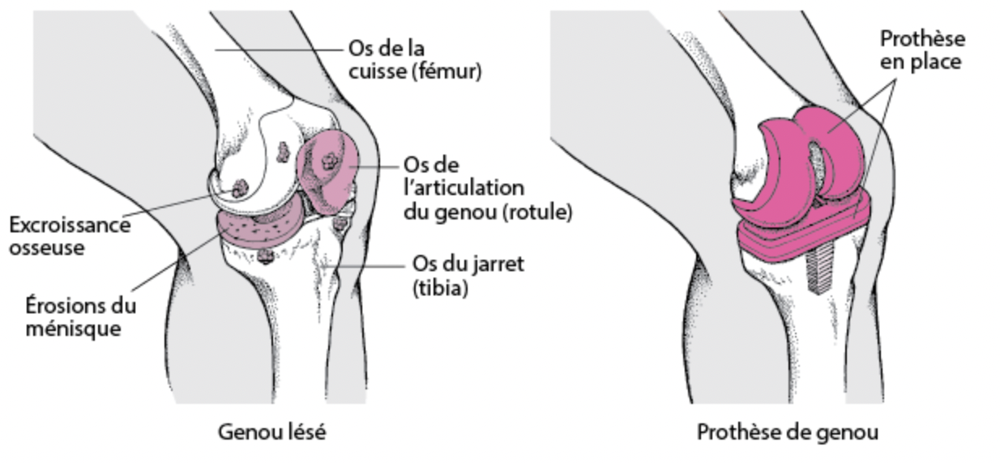 Os de la
cuisse (fémur)
Os de
l'articulation
du genou (rotule)
Excroissance
osseuse
Os du jarret
(tibia)
Érosions du
ménisque
Genou lésé
Prothèse
en place
Prothèse de genou